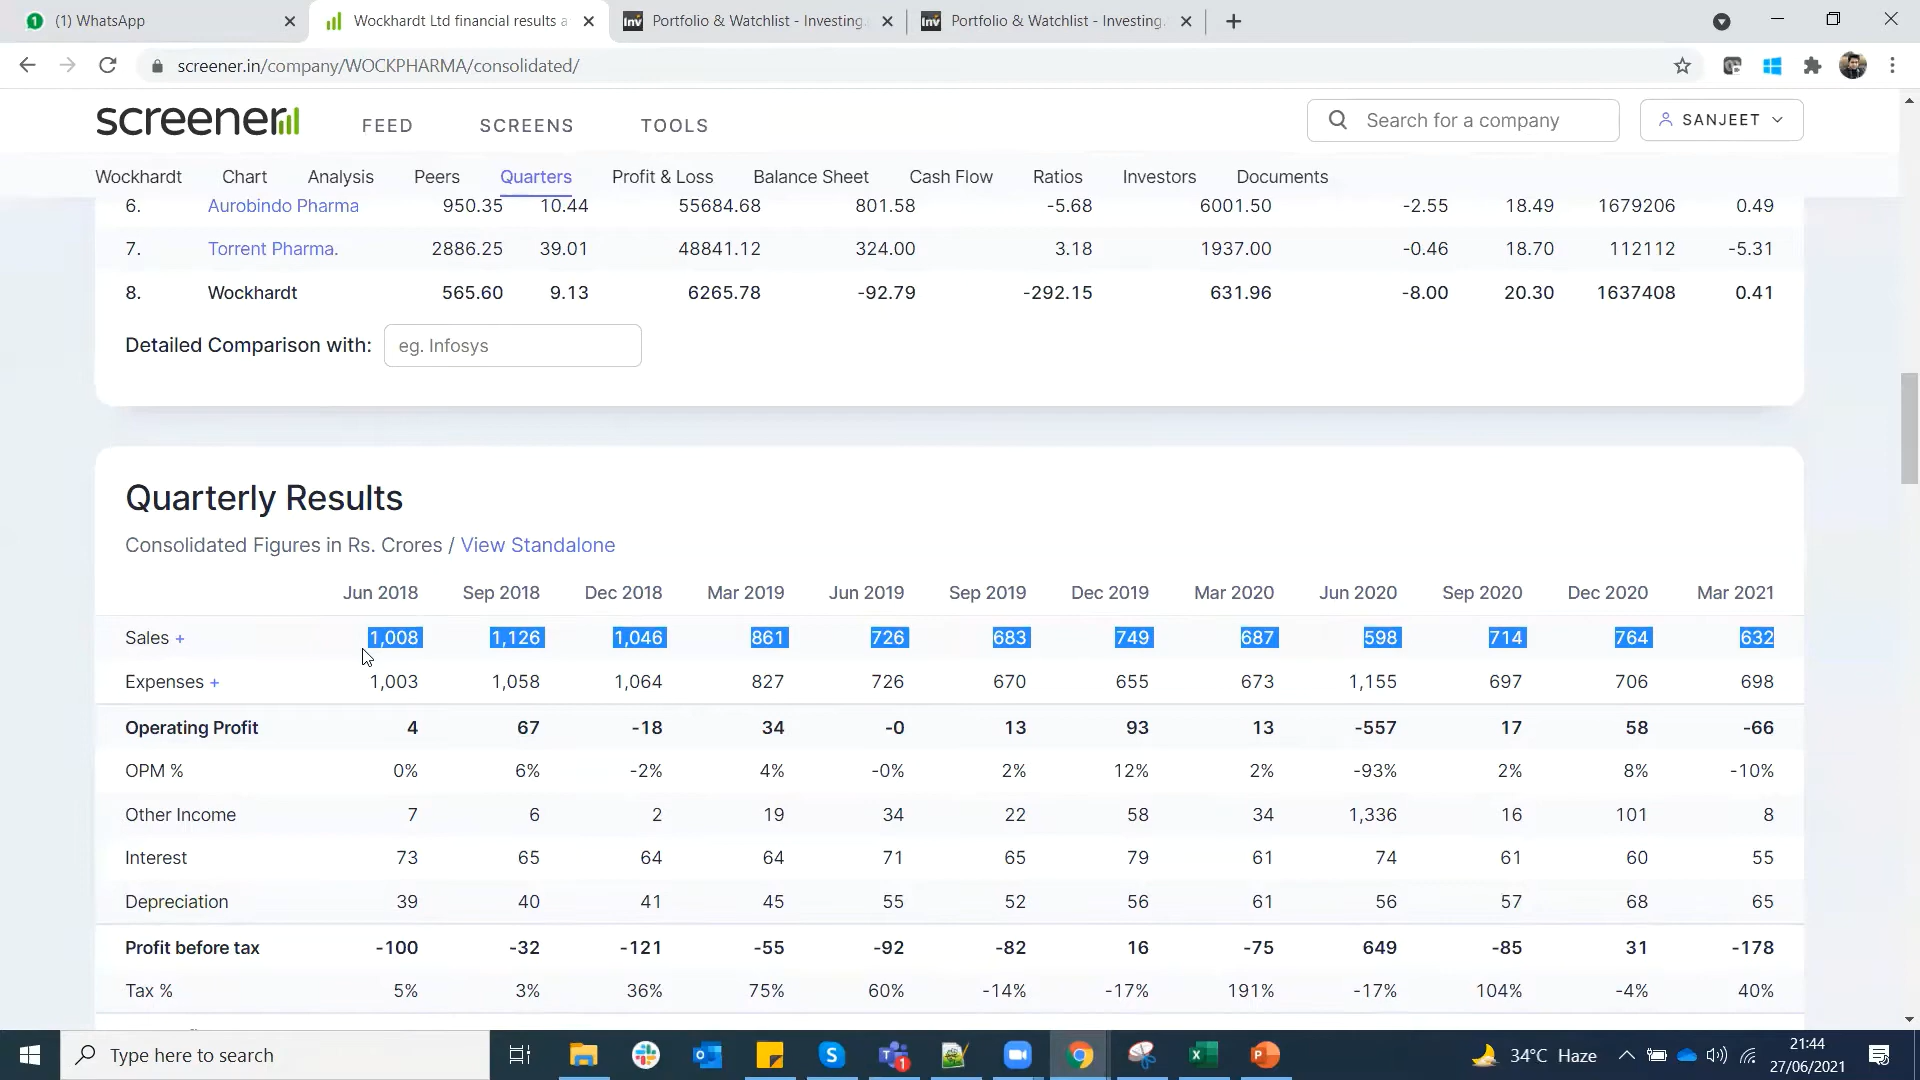 (1) WhatsApp
Wockhardt Ltd financial results a
Portfolio & Watchlist - Investing.
Portfolio & Watchlist - Investing.
screener.in/company/WOCKPHARMA/consolidated/
screener FEED SCREENS TOOLS Search for a company SANJEET
Wockhardt Chart Analysis Peers Quarters Profit & Loss Balance Sheet Cash Flow Ratios Investors Documents
6. Aurobindo Pharma 950.35 10.44 55684.68 801.58 -5.68 6001.50 -2.55 18.49 1679206 0.49
7. Torrent Pharma. 2886.25 39.01 48841.12 324.00 3.18 1937.00 -0.46 18.70 112112 -5.31
8. Wockhardt 565.60 9.13 6265.78 -92.79 -292.15 631.96 -8.00 20.30 1637408 0.41
Detailed Comparison with: eg. Infosys
Quarterly Results
Consolidated Figures in Rs. Crores / View Standalone
Jun 2018 Sep 2018 Dec 2018 Mar 2019 Jun 2019 Sep 2019 Dec 2019 Mar 2020 Jun 2020 Sep 2020 Dec 2020 Mar 2021
Sales + 1,008 1,126 1,046 861 726 683 749 687 598 714 764 632
Expenses + 1,003 1,058 1,064 827 726 670 655 673 1,155 697 706 698
Operating Profit 4 67 -18 34 -0 13 93 13 -557 17 58 -66
OPM % 0% 6% -2% 4% -0% 2% 12% 2% -93% 2% 8% -10%
Other Income 7 6 2 19 34 22 58 34 1,336 16 101 8
Interest 73 65 64 64 71 65 79 61 74 61 60 55
Depreciation 39 40 41 45 55 52 56 61 56 57 68 65
Profit before tax -100 -32 -121 -55 -92 -82 16 -75 649 -85 31 -178
Tax % 5% 3% 36% 75% 60% -14% -17% 191% -17% 104% -4% 40%
Type here to search
34°C Haze
21:44
27/06/2021